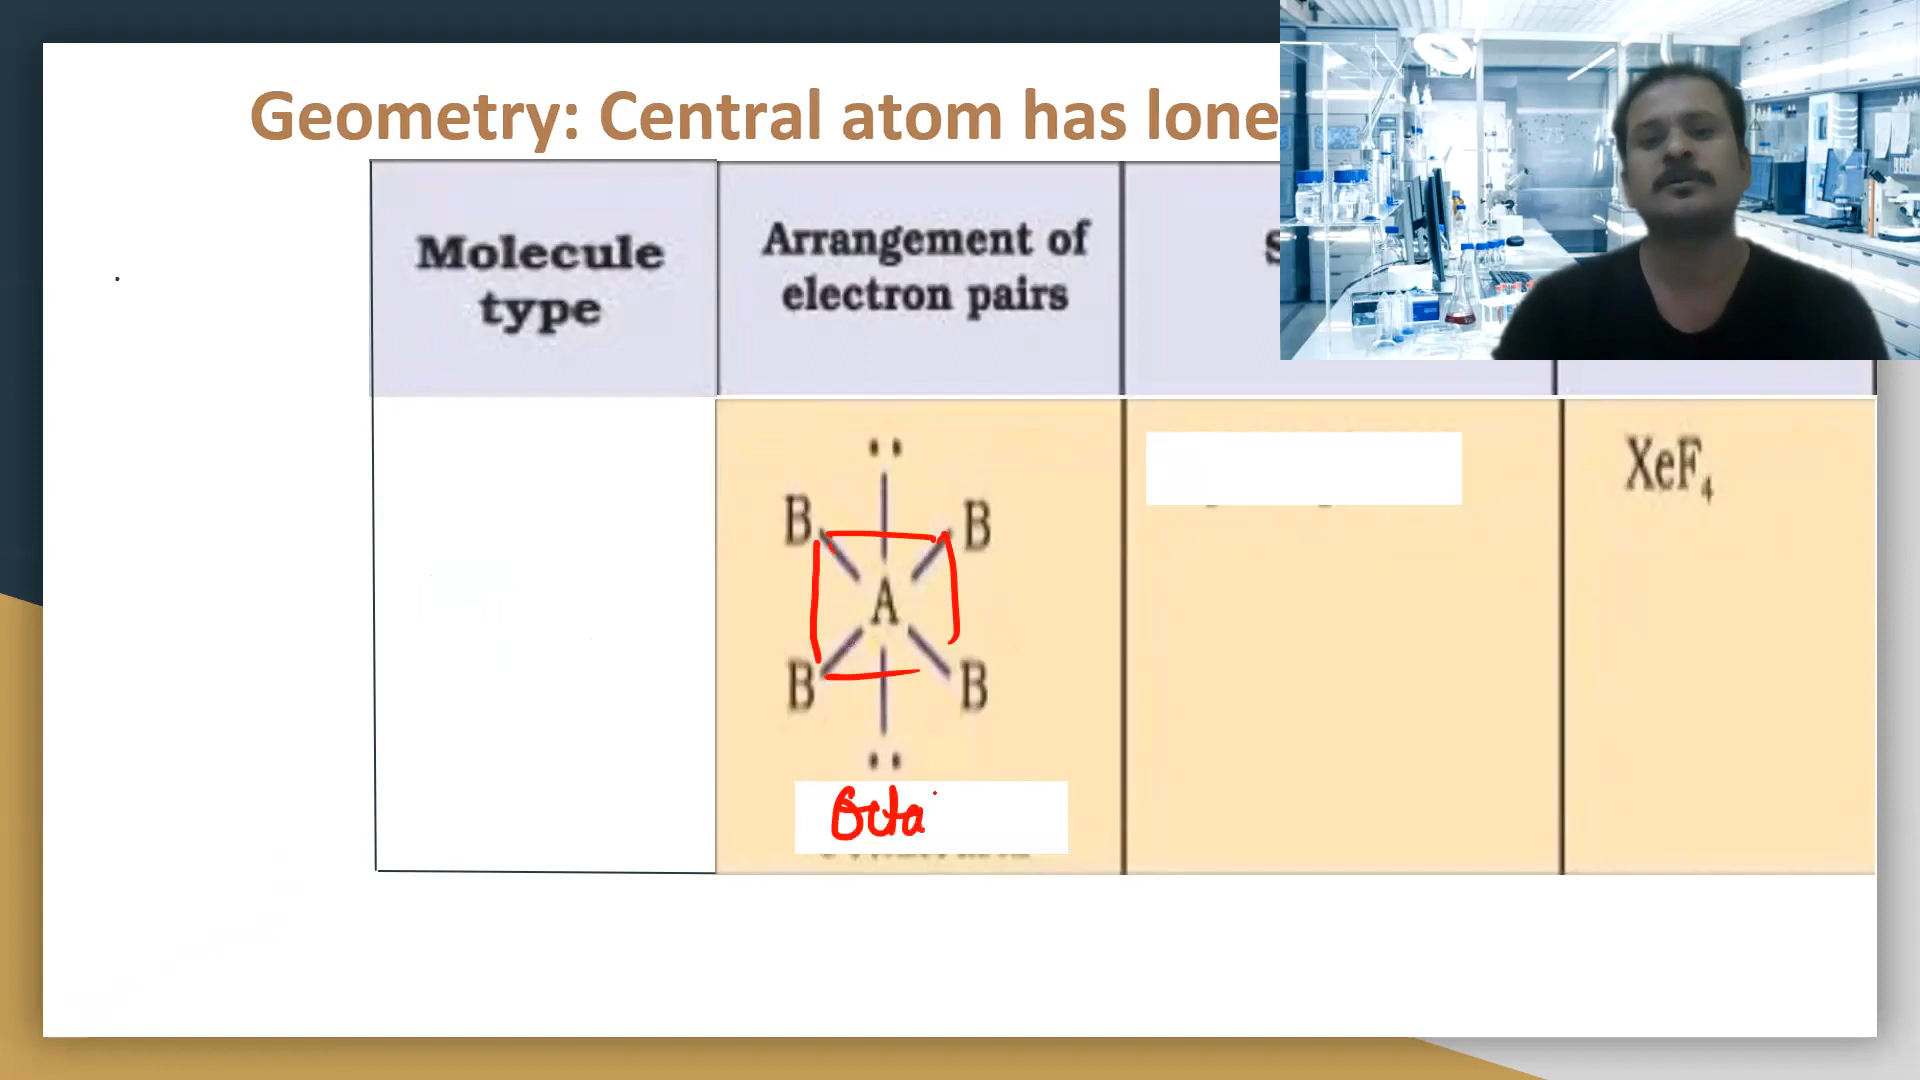 Geometry: Central atom has lone
Molecule
type
Arrangement of
electron pairs
S
XeF₄
B B
A
B B
Octa